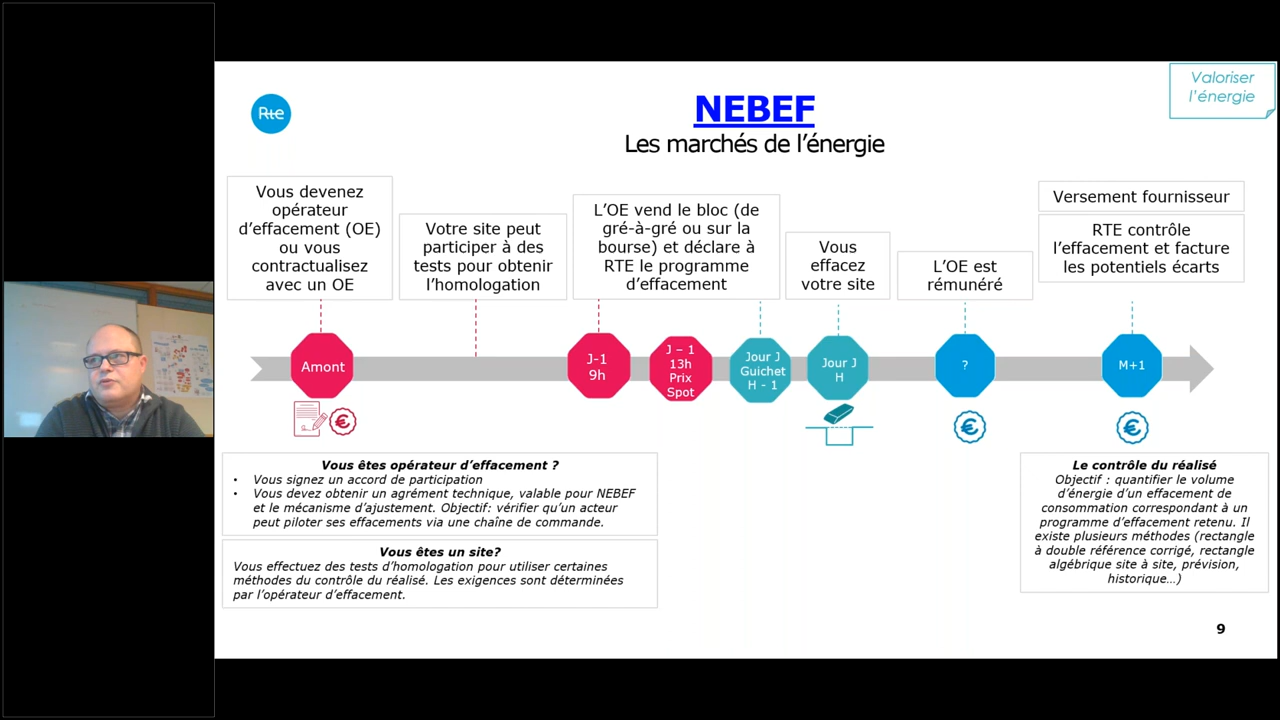 Valoriser
l'énergie
Rte
NEBEF
Les marchés de l'énergie
Vous devenez
opérateur
d'effacement (OE)
ou vous
contractualisez
avec un OE
Votre site peut
participer à des
tests pour obtenir
l'homologation
L'OE vend le bloc (de
gré-à-gré ou sur la
bourse) et déclare à
RTE le programme
d'effacement
Vous
effacez
votre site
L'OE est
rémunéré
Versement fournisseur
RTE contrôle
l'effacement et facture
les potentiels écarts
Amont
J-1
9h
J – 1
13h
Prix
Spot
Jour J
Guichet
H - 1
Jour J
H
?
M+1
€
€
€
Vous êtes opérateur d'effacement ?
• Vous signez un accord de participation
• Vous devez obtenir un agrément technique, valable pour NEBEF
et le mécanisme d'ajustement. Objectif: vérifier qu'un acteur
peut piloter ses effacements via une chaîne de commande.
Vous êtes un site?
Vous effectuez des tests d'homologation pour utiliser certaines
méthodes du contrôle du réalisé. Les exigences sont déterminées
par l'opérateur d'effacement.
Le contrôle du réalisé
Objectif : quantifier le volume
d'énergie d'un effacement de
consommation correspondant à un
programme d'effacement retenu. Il
existe plusieurs méthodes (rectangle
à double référence corrigé, rectangle
algébrique site à site, prévision,
historique…)
9